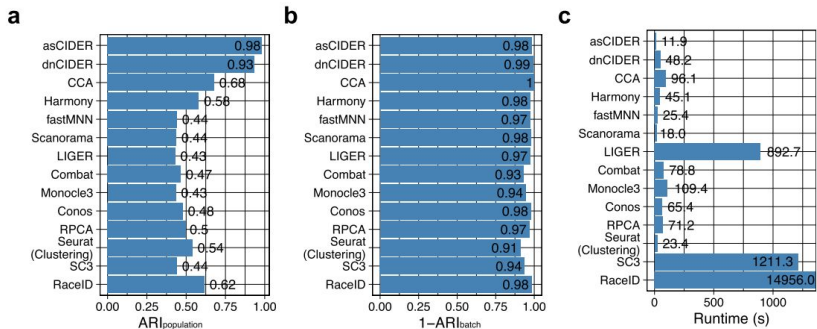 a
asCIDER 0.98
dnCIDER 0.93
CCA 0.68
Harmony 0.58
fastMNN 0.44
Scanorama 0.44
LIGER 0.43
Combat 0.47
Monocle3 0.43
Conos 0.48
RPCA 0.5
Seurat
(Clustering) 0.54
SC3 0.44
RaceID 0.62
0.00 0.25 0.50 0.75 1.00
ARIpopulation
b
asCIDER 0.98
dnCIDER 0.99
CCA 1
Harmony 0.98
fastMNN 0.97
Scanorama 0.98
LIGER 0.97
Combat 0.93
Monocle3 0.94
Conos 0.98
RPCA 0.97
Seurat
(Clustering) 0.91
SC3 0.94
RaceID 0.98
0.00 0.25 0.50 0.75 1.00
1−ARIbatch
c
asCIDER 11.9
dnCIDER 48.2
CCA 96.1
Harmony 45.1
fastMNN 25.4
Scanorama 18.0
LIGER 892.7
Combat 78.8
Monocle3 109.4
Conos 65.4
RPCA 71.2
Seurat
(Clustering) 23.4
SC3 1211.3
RaceID 14956.0
0 500 1000
Runtime (s)